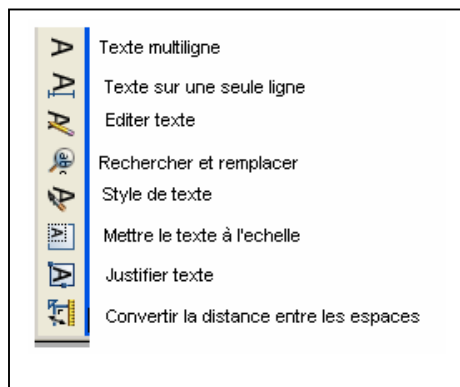 Texte multiligne
Texte sur une seule ligne
Editer texte
Rechercher et remplacer
Style de texte
Mettre le texte à l'echelle
Justifier texte
Convertir la distance entre les espaces